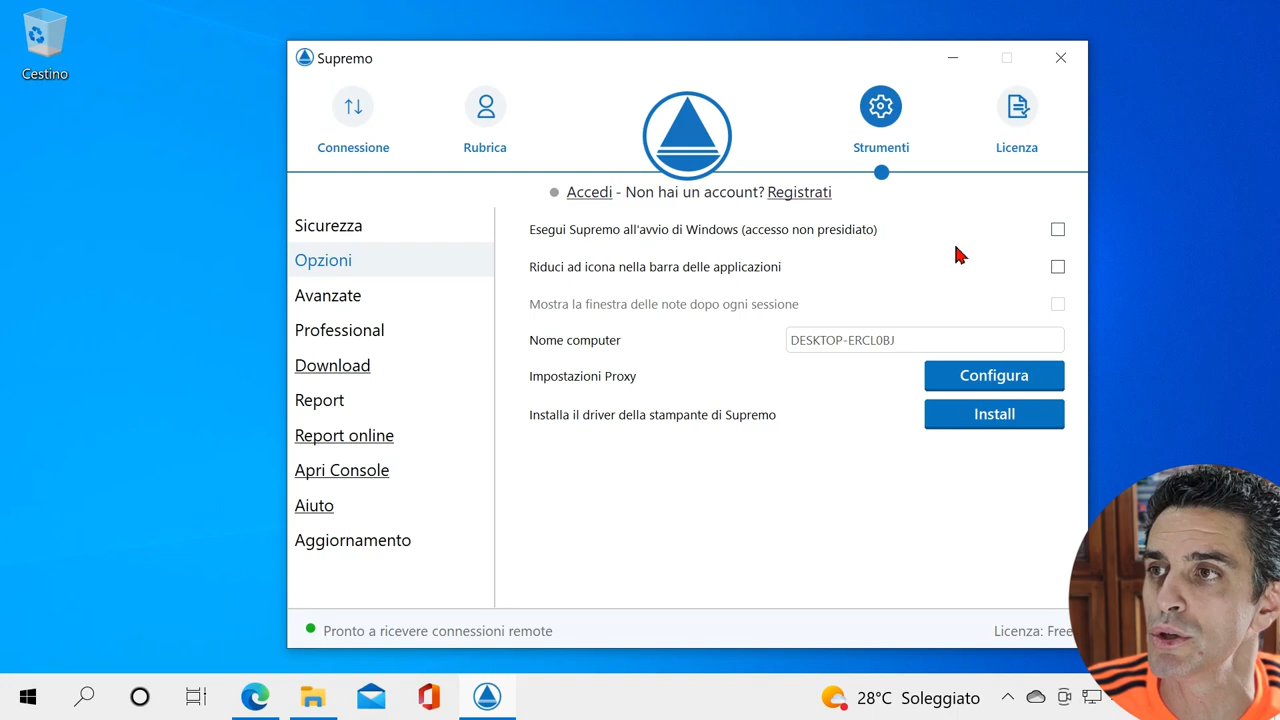 Cestino
Supremo
Connessione
Rubrica
Strumenti
Licenza
Accedi - Non hai un account? Registrati
Sicurezza
Opzioni
Avanzate
Professional
Download
Report
Report online
Apri Console
Aiuto
Aggiornamento
Esegui Supremo all'avvio di Windows (accesso non presidiato)
Riduci ad icona nella barra delle applicazioni
Mostra la finestra delle note dopo ogni sessione
Nome computer DESKTOP-ERCL0BJ
Impostazioni Proxy Configura
Installa il driver della stampante di Supremo Install
Pronto a ricevere connessioni remote
Licenza: Free
28°C Soleggiato